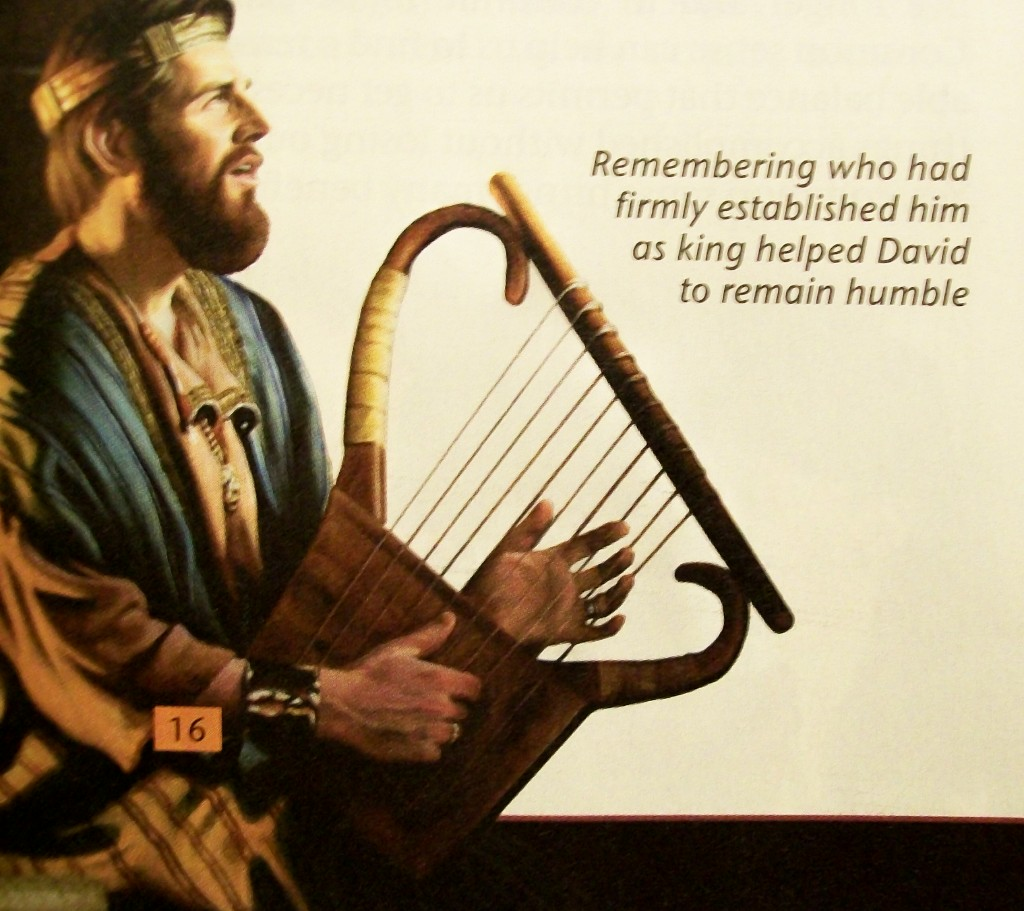 Remembering who had
firmly established him
as king helped David
to remain humble
16